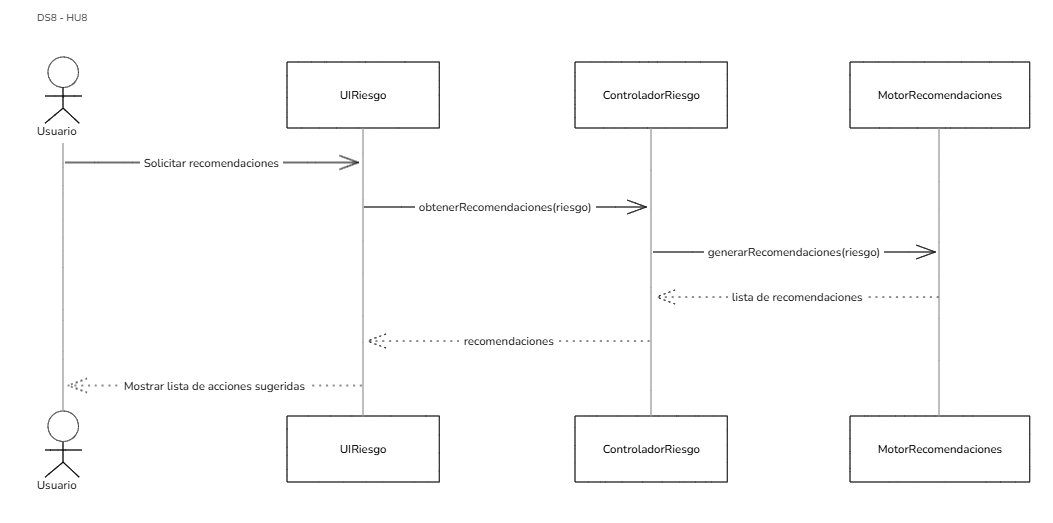 DS8 - HU8
UIRiesgo
ControladorRiesgo
MotorRecomendaciones
Usuario
Solicitar recomendaciones
obtenerRecomendaciones(riesgo)
generarRecomendaciones(riesgo)
lista de recomendaciones
recomendaciones
Mostrar lista de acciones sugeridas
UIRiesgo
ControladorRiesgo
MotorRecomendaciones
Usuario